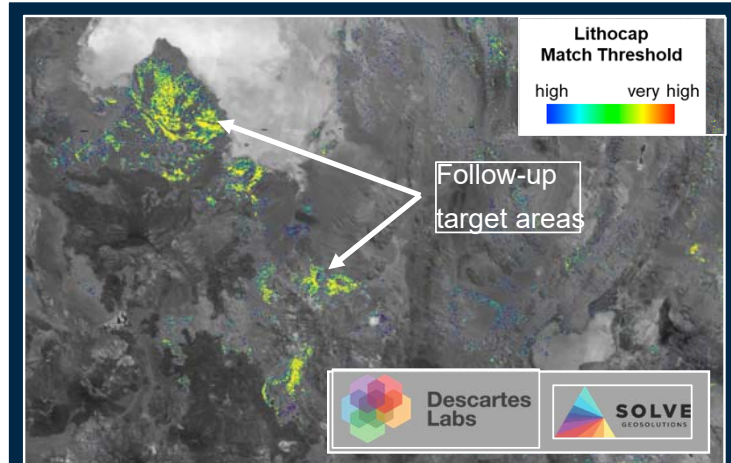 Lithocap
Match Threshold
high very high
Follow-up
target areas
Descartes
Labs
SOLVE
GEOSOLUTIONS